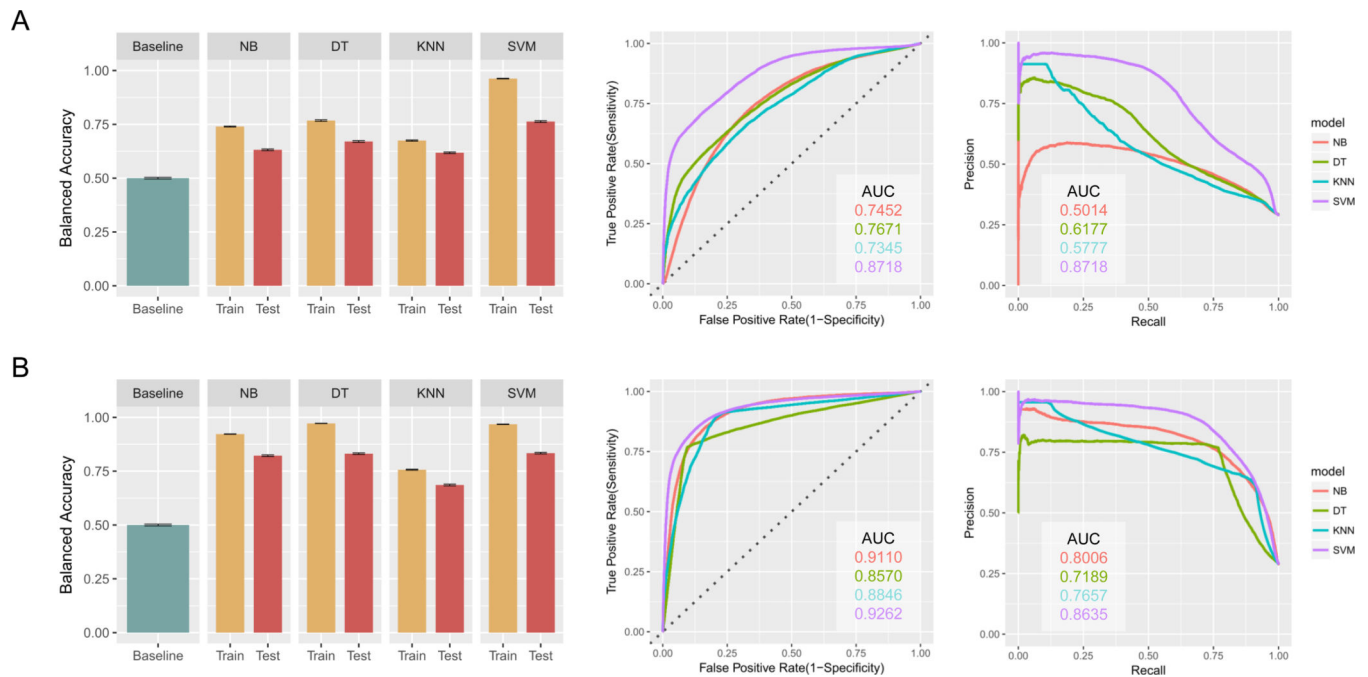 A
Baseline NB DT KNN SVM
Balanced Accuracy
1.00
0.75
0.50
0.25
0.00
Baseline Train Test Train Test Train Test Train Test
True Positive Rate(Sensitivity)
1.00
0.75
0.50
0.25
0.00
AUC
0.7452
0.7671
0.7345
0.8718
0.00 0.25 0.50 0.75 1.00
False Positive Rate(1−Specificity)
Precision
1.00
0.75
0.50
0.25
0.00
AUC
0.5014
0.6177
0.5777
0.8718
0.00 0.25 0.50 0.75 1.00
Recall
model
NB
DT
KNN
SVM
B
Baseline NB DT KNN SVM
Balanced Accuracy
1.00
0.75
0.50
0.25
0.00
Baseline Train Test Train Test Train Test Train Test
True Positive Rate(Sensitivity)
1.00
0.75
0.50
0.25
0.00
AUC
0.9110
0.8570
0.8846
0.9262
0.00 0.25 0.50 0.75 1.00
False Positive Rate(1−Specificity)
Precision
1.00
0.75
0.50
0.25
0.00
AUC
0.8006
0.7189
0.7657
0.8635
0.00 0.25 0.50 0.75 1.00
Recall
model
NB
DT
KNN
SVM